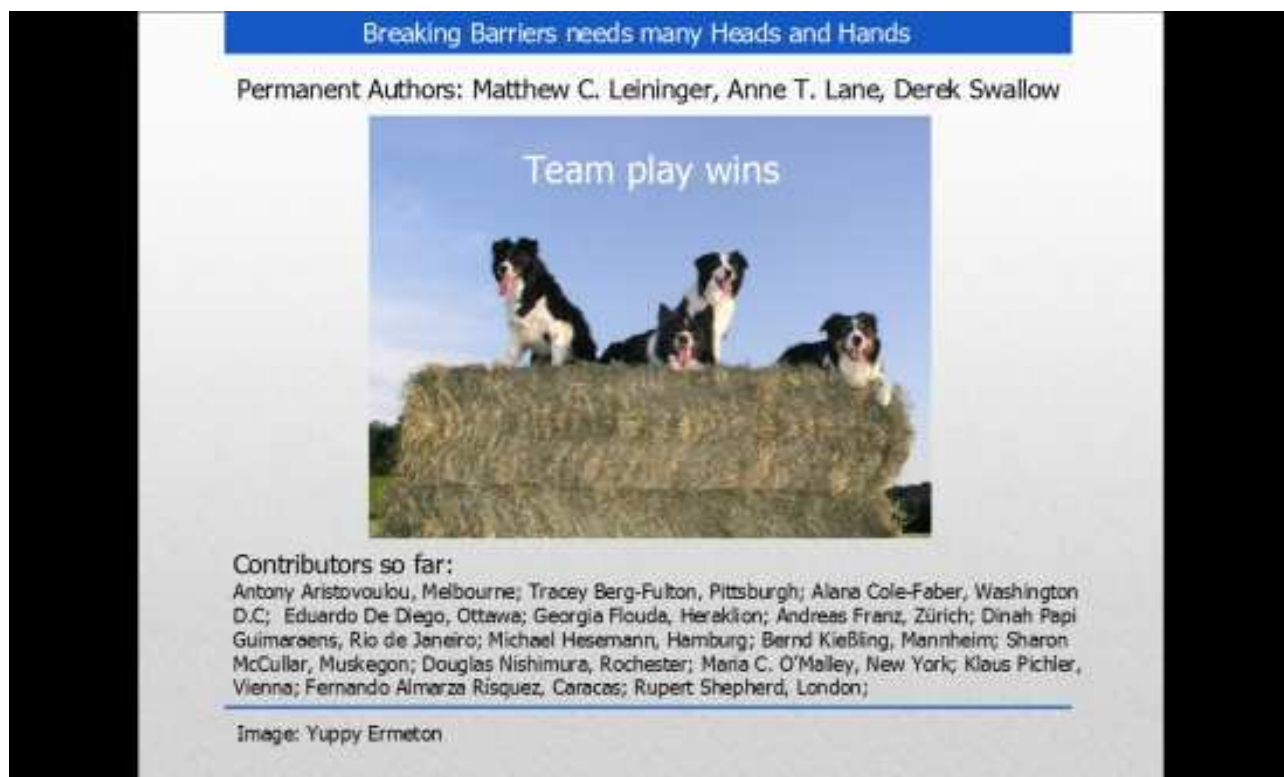 Breaking Barriers needs many Heads and Hands
Permanent Authors: Matthew C. Leininger, Anne T. Lane, Derek Swallow
Team play wins
Contributors so far:
Antony Aristovoulou, Melbourne; Tracey Berg-Fulton, Pittsburgh; Alana Cole-Faber, Washington
D.C; Eduardo De Diego, Ottawa; Georgia Flouda, Heraklion; Andreas Franz, Zürich; Dinah Papi
Guimaraens, Rio de Janeiro; Michael Hesemann, Hamburg; Bernd Kießling, Mannheim; Sharon
McCullar, Muskegon; Douglas Nishimura, Rochester; Maria C. O'Malley, New York; Klaus Pichler,
Vienna; Fernando Almarza Rísquez, Caracas; Rupert Shepherd, London;
Image: Yuppy Ermeton